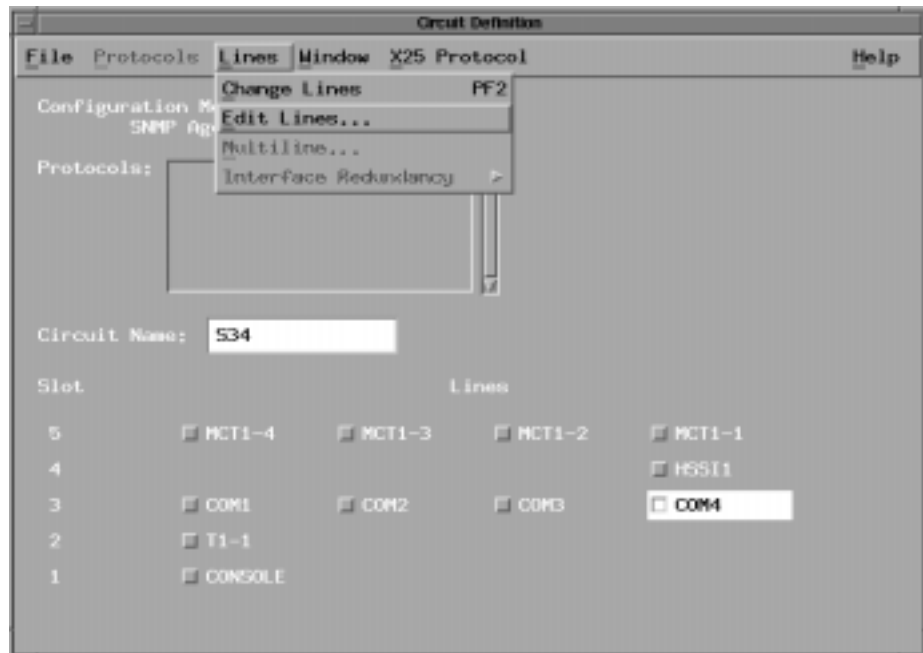 Circuit Definition
File Protocols Lines Window X25 Protocol Help
Change Lines PF2
Edit Lines...
Multiline...
Interface Redundancy
Configuration
SNMP
Protocols:
Circuit Name: S34
Slot Lines
5 MCT1-4 MCT1-3 MCT1-2 MCT1-1
4 HSSI1
3 COM1 COM2 COM3 COM4
2 T1-1
1 CONSOLE